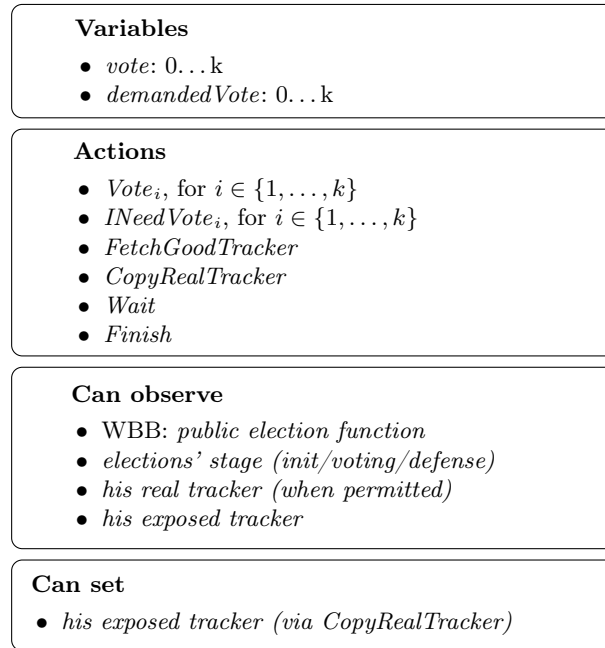 Variables
• vote: 0...k
• demandedVote: 0...k
Actions
• Vote_i, for i ∈ {1, . . . , k}
• INeedVote_i, for i ∈ {1, . . . , k}
• FetchGoodTracker
• CopyRealTracker
• Wait
• Finish
Can observe
• WBB: public election function
• elections' stage (init/voting/defense)
• his real tracker (when permitted)
• his exposed tracker
Can set
• his exposed tracker (via CopyRealTracker)